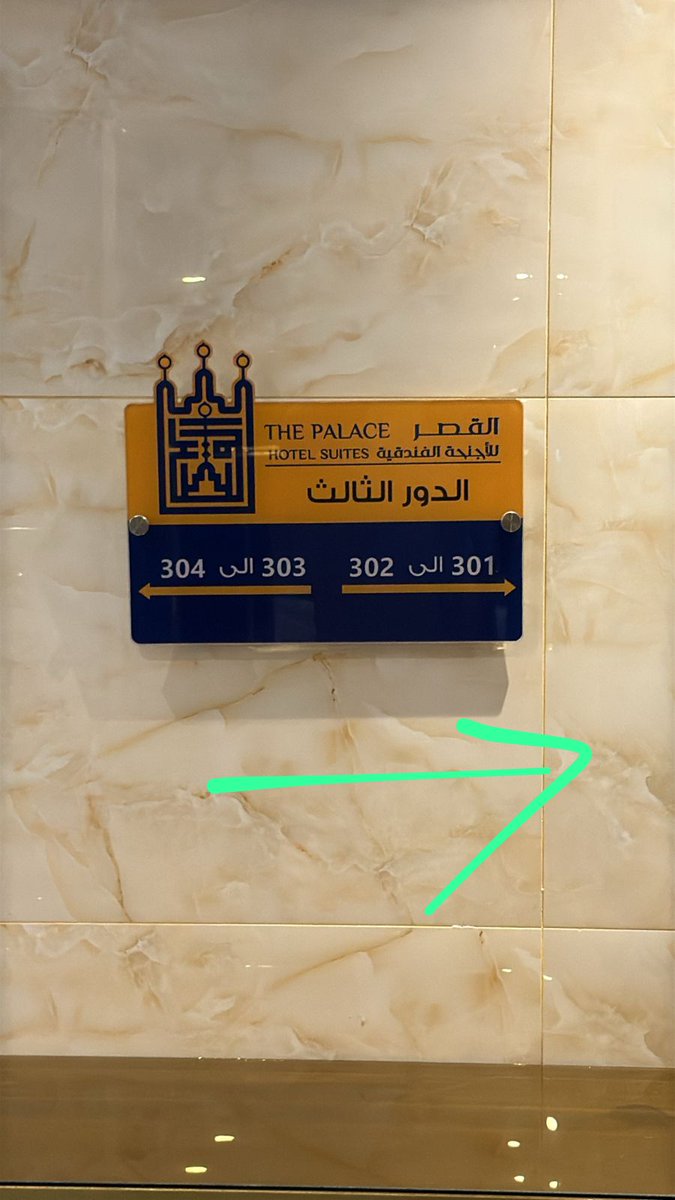 THE PALACE القصر
HOTEL SUITES للأجنحة الفندقية
الدور الثالث
301 الى 302
303 الى 304